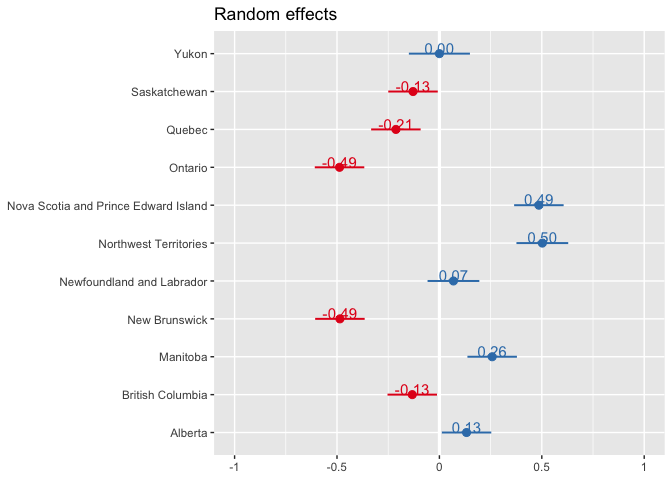 Random effects
Yukon
0.00
Saskatchewan
-0.13
Quebec
-0.21
Ontario
-0.49
Nova Scotia and Prince Edward Island
0.49
Northwest Territories
0.50
Newfoundland and Labrador
0.07
New Brunswick
-0.49
Manitoba
0.26
British Columbia
-0.13
Alberta
0.13
-1 -0.5 0 0.5 1